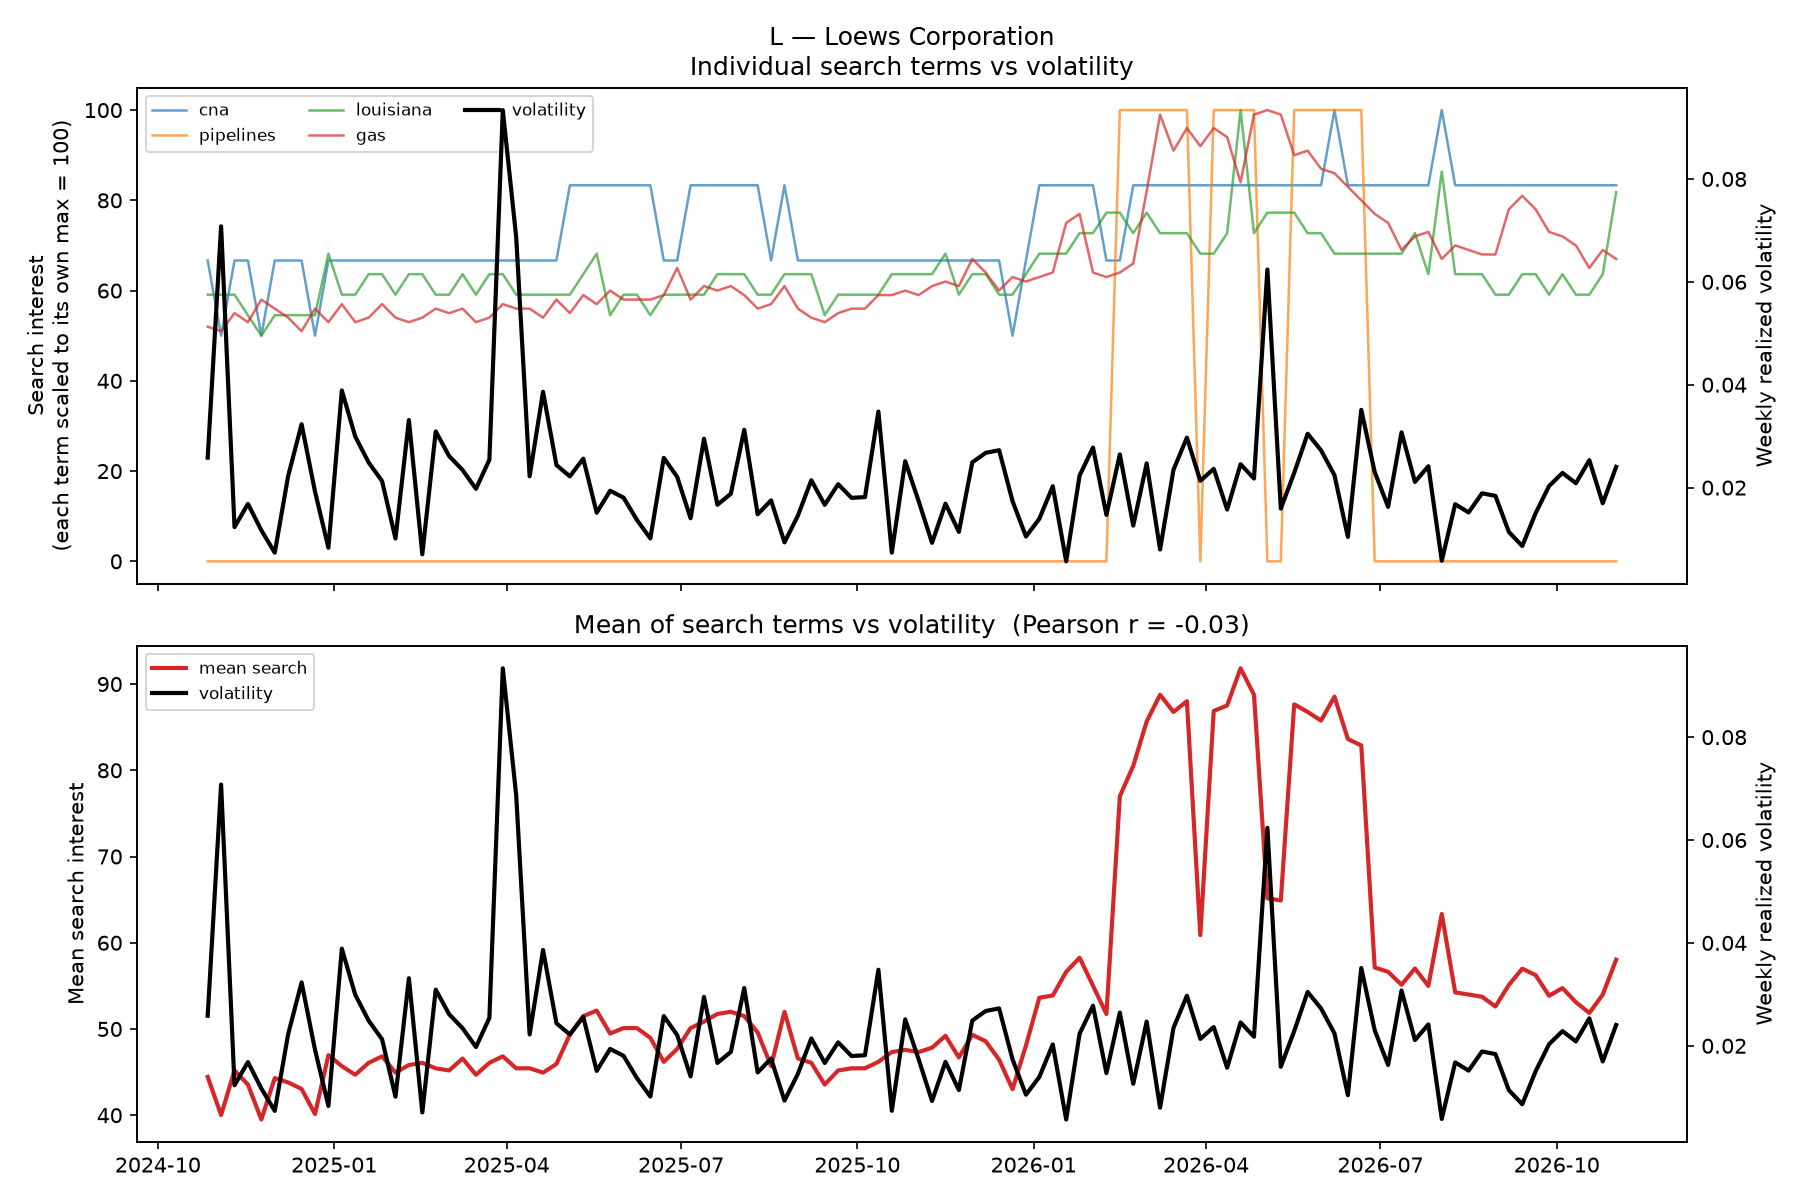 L — Loews Corporation
Individual search terms vs volatility
cna
pipelines
louisiana
gas
volatility
Search interest
(each term scaled to its own max = 100)
100
80
60
40
20
0
0.08
0.06
0.04
0.02
Weekly realized volatility
Mean of search terms vs volatility (Pearson r = -0.03)
mean search
volatility
Mean search interest
90
80
70
60
50
40
0.08
0.06
0.04
0.02
Weekly realized volatility
2024-10
2025-01
2025-04
2025-07
2025-10
2026-01
2026-04
2026-07
2026-10